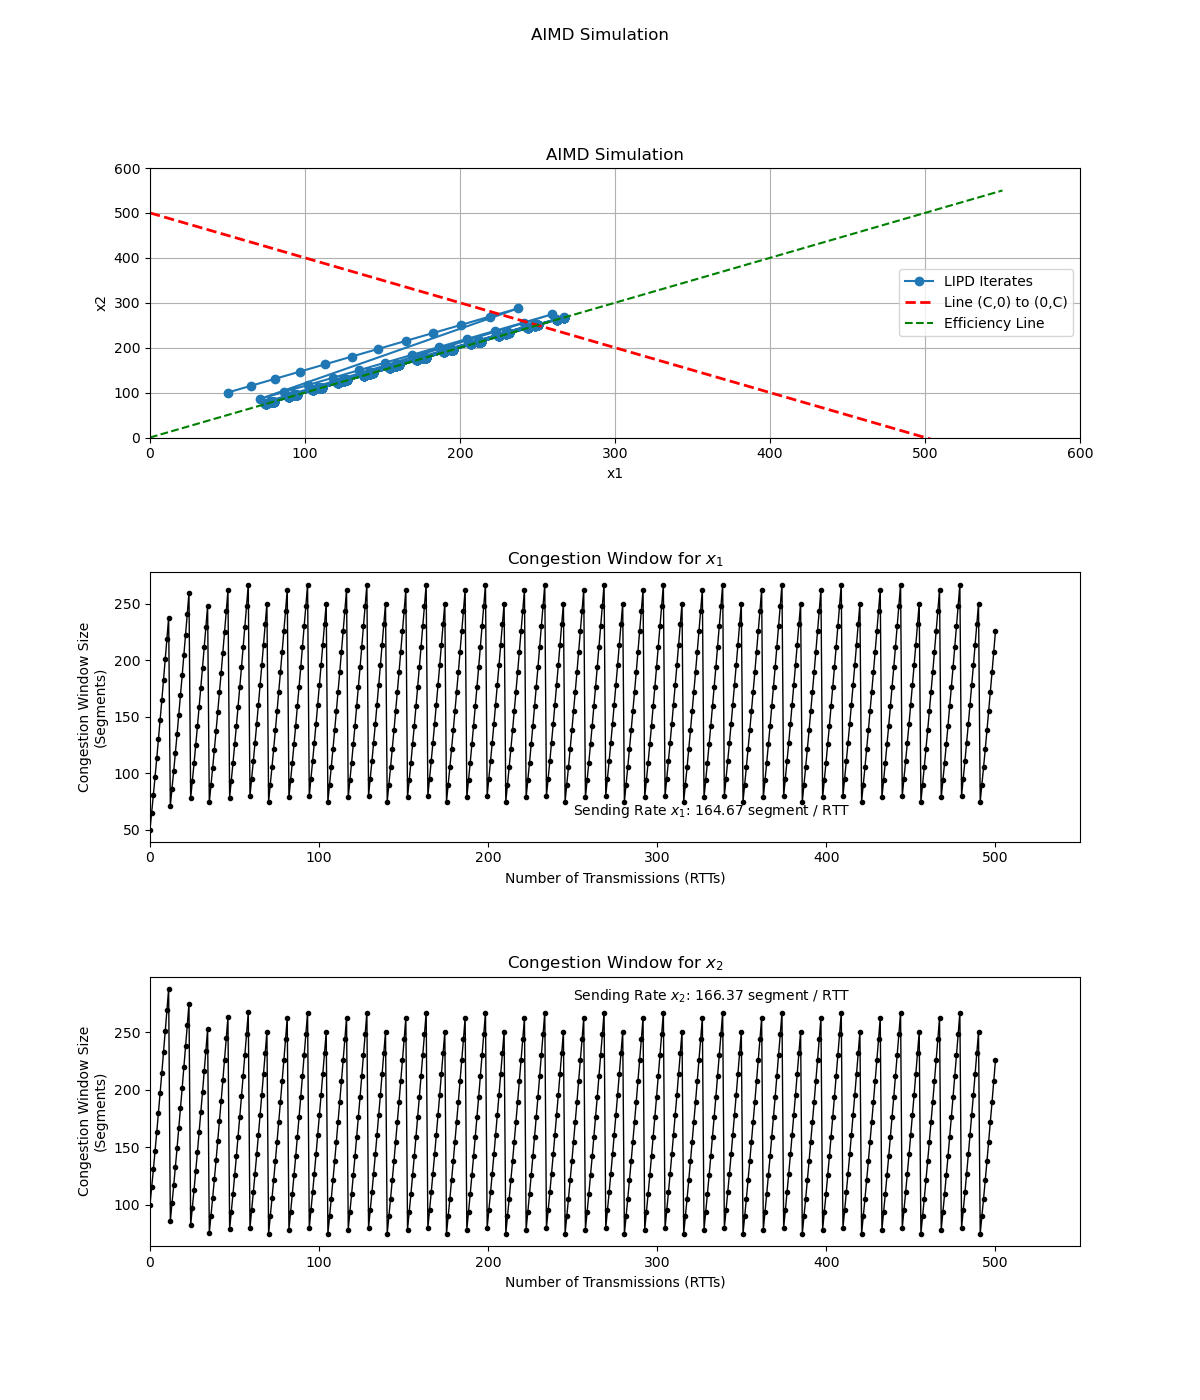 AIMD Simulation
AIMD Simulation
600
500
400
300
200
100
0
x2
LIPD Iterates
Line (C,0) to (0,C)
Efficiency Line
0 100 200 300 400 500 600
x1
Congestion Window for x₁
250
200
150
100
50
Congestion Window Size
(Segments)
Sending Rate x₁: 164.67 segment / RTT
0 100 200 300 400 500
Number of Transmissions (RTTs)
Congestion Window for x₂
Sending Rate x₂: 166.37 segment / RTT
250
200
150
100
Congestion Window Size
(Segments)
0 100 200 300 400 500
Number of Transmissions (RTTs)